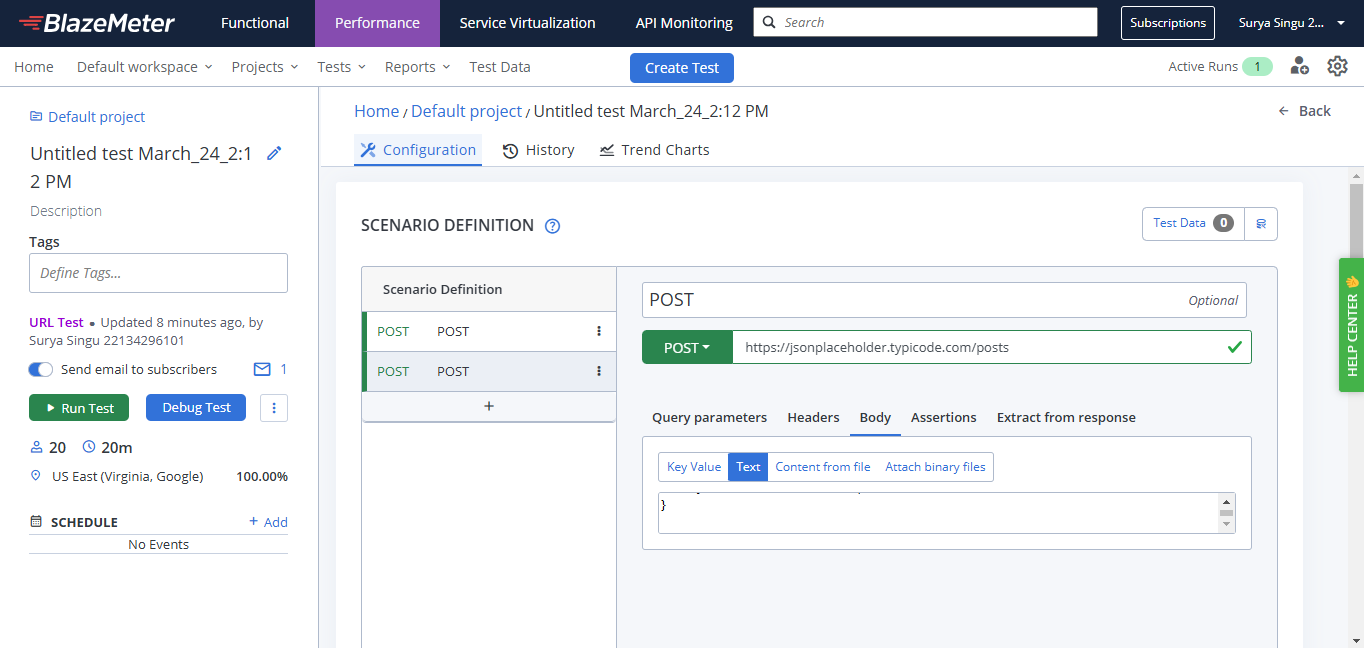 BlazeMeter
Functional
Performance
Service Virtualization
API Monitoring
Search
Subscriptions
Surya Singu 2...
Home
Default workspace
Projects
Tests
Reports
Test Data
Create Test
Active Runs 1
Default project
Untitled test March_24_2:1
2 PM
Description
Tags
Define Tags...
URL Test • Updated 8 minutes ago, by
Surya Singu 22134296101
Send email to subscribers
1
Run Test
Debug Test
20
20m
US East (Virginia, Google)
100.00%
SCHEDULE
+ Add
No Events
Home / Default project / Untitled test March_24_2:12 PM
← Back
Configuration
History
Trend Charts
SCENARIO DEFINITION ?
Test Data 0
Scenario Definition
POST POST
POST POST
+
POST
Optional
POST
https://jsonplaceholder.typicode.com/posts
Query parameters
Headers
Body
Assertions
Extract from response
Key Value
Text
Content from file
Attach binary files
}
HELP CENTER